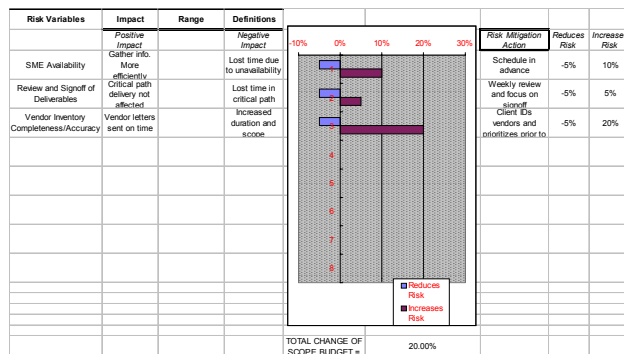 Risk Variables Impact Range Definitions
Positive Impact Negative Impact Risk Mitigation Action Reduces Risk Increase Risk
-10% 0% 10% 20% 30%
SME Availability Gather info. More efficiently Lost time due to unavailability 1 Schedule in advance -5% 10%
Review and Signoff of Deliverables Critical path delivery not affected Lost time in critical path 2 Weekly review and focus on signoff -5% 5%
Vendor Inventory Completeness/Accuracy Vendor letters sent on time Increased duration and scope 3 Client IDs vendors and prioritizes prior to -5% 20%
4
5
6
7
8
Reduces Risk
Increases Risk
TOTAL CHANGE OF SCOPE BUDGET = 20.00%